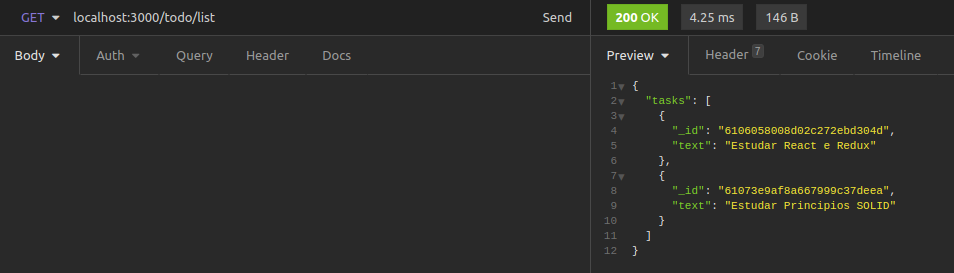 GET localhost:3000/todo/list Send
200 OK 4.25 ms 146 B
Body Auth Query Header Docs
Preview Header 7 Cookie Timeline
1 {
2 "tasks": [
3 {
4 "_id": "6106058008d02c272ebd304d",
5 "text": "Estudar React e Redux"
6 },
7 {
8 "_id": "61073e9af8a667999c37deea",
9 "text": "Estudar Principios SOLID"
10 }
11 ]
12 }